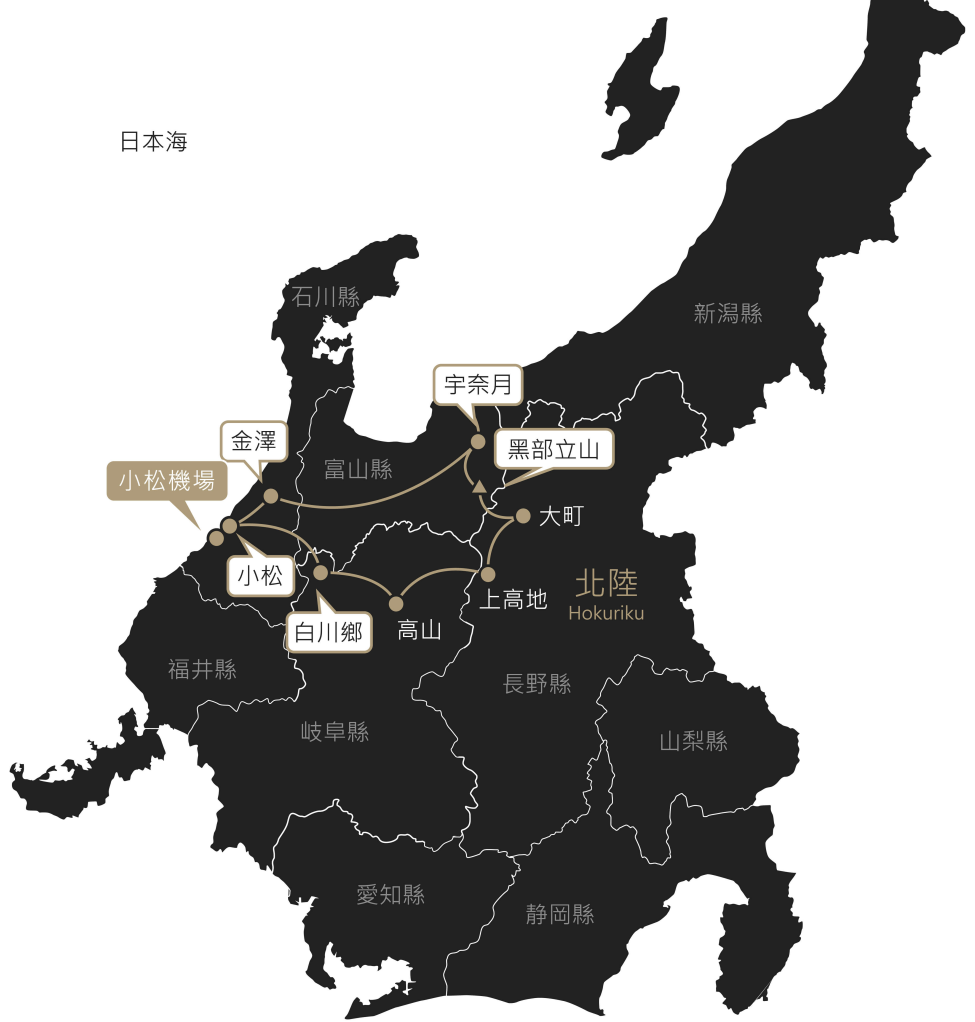 日本海
石川縣
新潟縣
宇奈月
金澤
黑部立山
富山縣
小松機場
大町
小松
北陸
Hokuriku
上高地
白川鄉
高山
福井縣
長野縣
岐阜縣
山梨縣
愛知縣
静岡縣